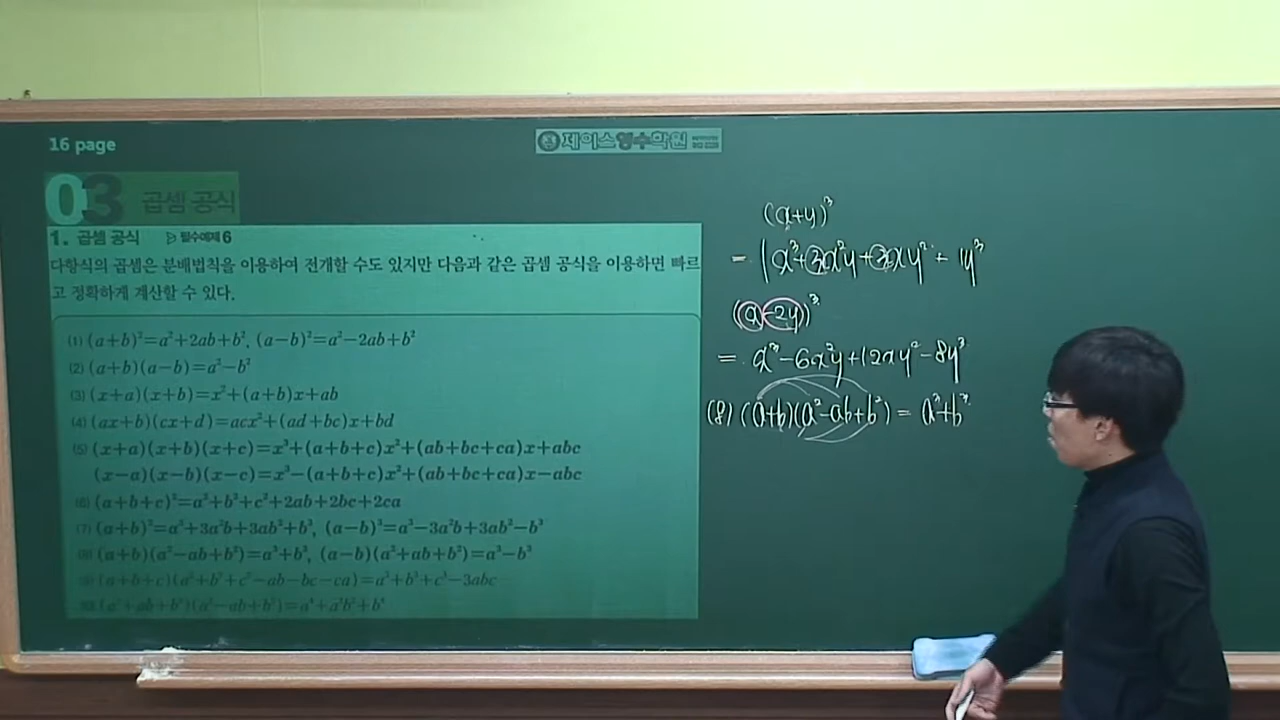 16 page
제이스영수학원
03 곱셈 공식
1. 곱셈 공식 ▷ 필수예제 6
다항식의 곱셈은 분배법칙을 이용하여 전개할 수도 있지만 다음과 같은 곱셈 공식을 이용하면 빠르
고 정확하게 계산할 수 있다.
(1) (a+b)²=a²+2ab+b², (a−b)²=a²−2ab+b²
(2) (a+b)(a−b)=a²−b²
(3) (x+a)(x+b)=x²+(a+b)x+ab
(4) (ax+b)(cx+d)=acx²+(ad+bc)x+bd
(5) (x+a)(x+b)(x+c)=x³+(a+b+c)x²+(ab+bc+ca)x+abc
(x−a)(x−b)(x−c)=x³−(a+b+c)x²+(ab+bc+ca)x−abc
(6) (a+b+c)²=a²+b²+c²+2ab+2bc+2ca
(7) (a+b)³=a³+3a²b+3ab²+b³, (a−b)³=a³−3a²b+3ab²−b³
(8) (a+b)(a²−ab+b²)=a³+b³, (a−b)(a²+ab+b²)=a³−b³
(9) (a+b+c)(a²+b²+c²−ab−bc−ca)=a³+b³+c³−3abc
(10) (a²+ab+b²)(a²−ab+b²)=a⁴+a²b²+b⁴
(x+y)³
= 1x³+3x²y+3xy²+1y³
(x−2y)³
= x³−6x²y+12xy²−8y³
(8) (a+b)(a²−ab+b²) = a³+b³